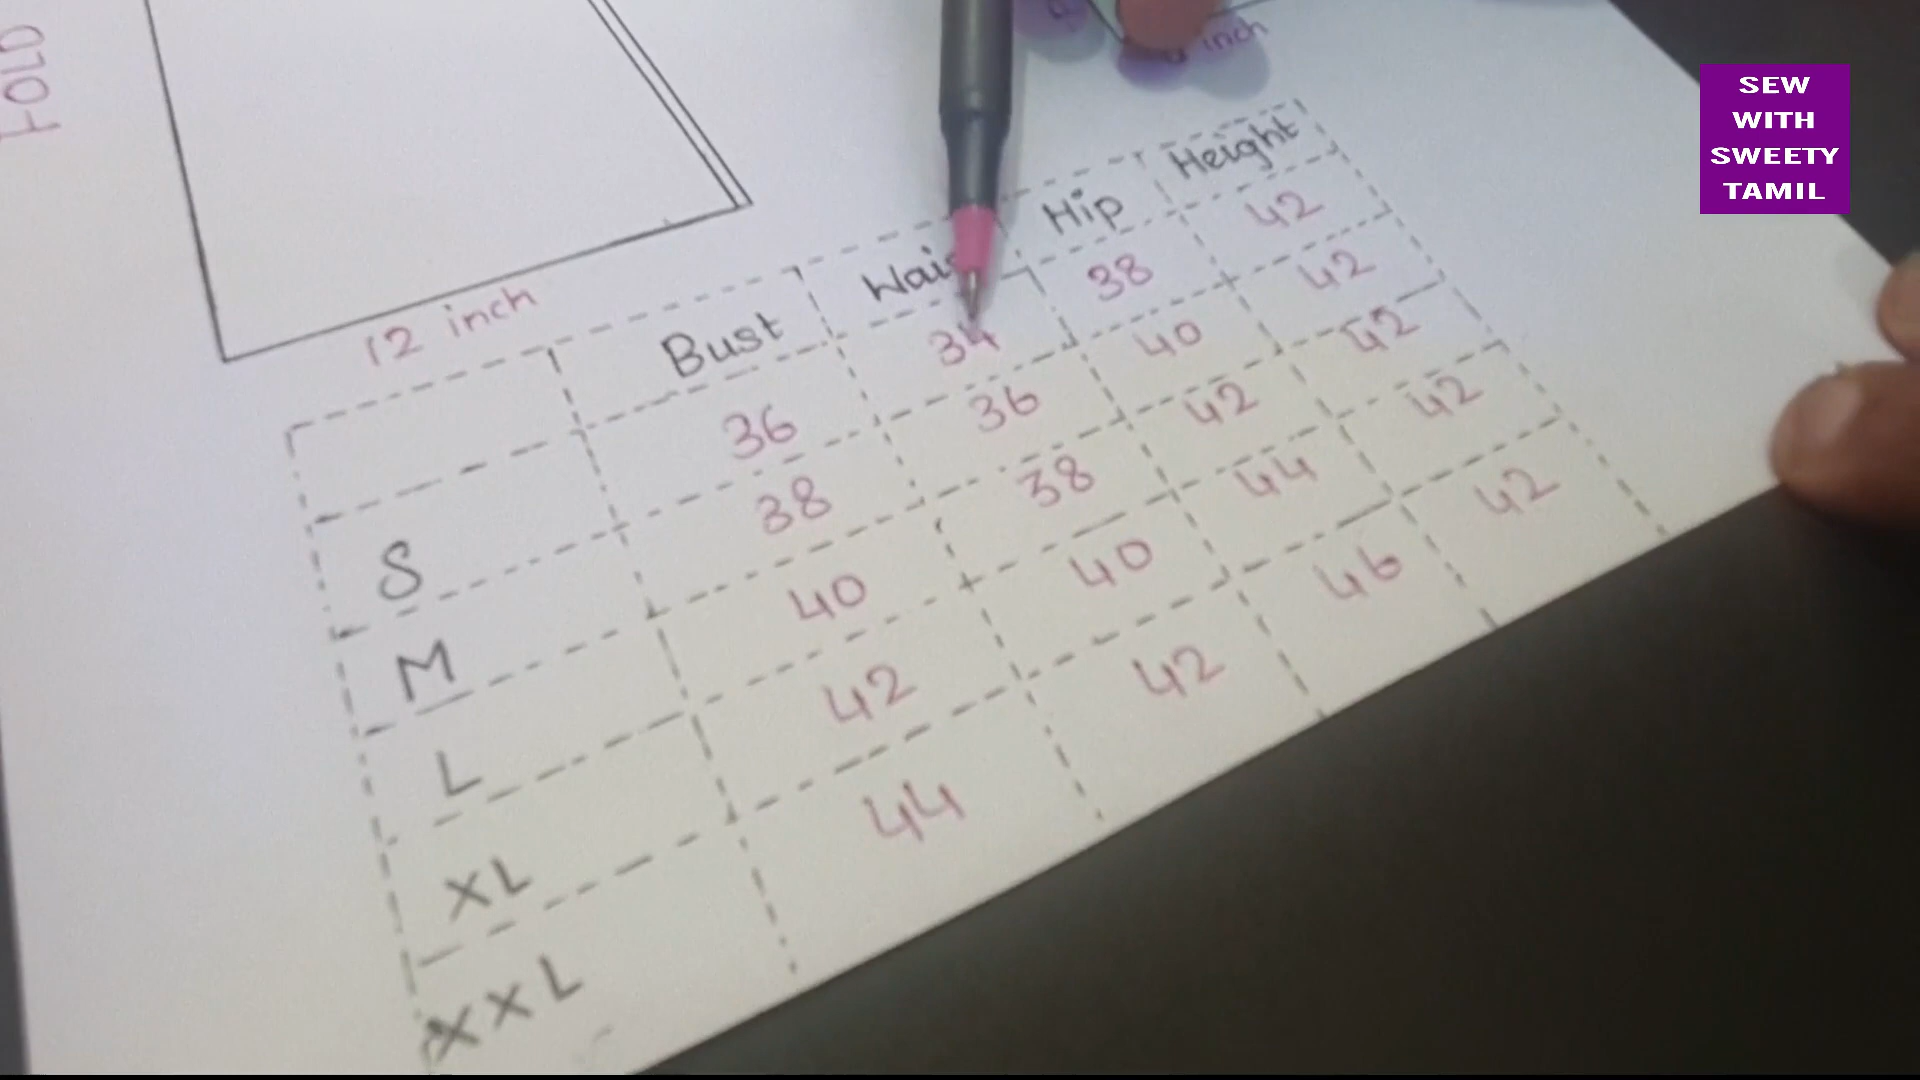 FOLD
inch
12 inch
Bust Waist Hip Height
S 36 34 38 42
M 38 36 40 42
L 40 38 42 42
XL 42 40 44 42
XXL 44 42 46 42
SEW
WITH
SWEETY
TAMIL